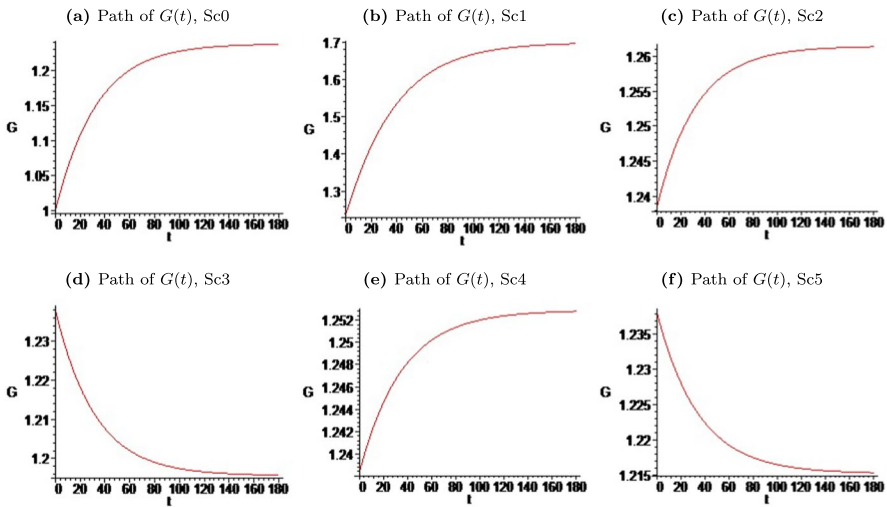 (a) Path of G(t), Sc0
(b) Path of G(t), Sc1
(c) Path of G(t), Sc2
1.2
1.15
G
1.1
1.05
1
0 20 40 60 80 100 120 140 160 180
t
1.7
1.6
1.5
G
1.4
1.3
0 20 40 60 80 100 120 140 160 180
t
1.26
1.255
G
1.25
1.245
1.24
0 20 40 60 80 100 120 140 160 180
t
(d) Path of G(t), Sc3
(e) Path of G(t), Sc4
(f) Path of G(t), Sc5
1.23
1.22
G
1.21
1.2
0 20 40 60 80 100 120 140 160 180
t
1.252
1.25
1.248
G
1.246
1.244
1.242
1.24
0 20 40 60 80 100 120 140 160 180
t
1.235
1.23
G
1.225
1.22
1.215
0 20 40 60 80 100 120 140 160 180
t